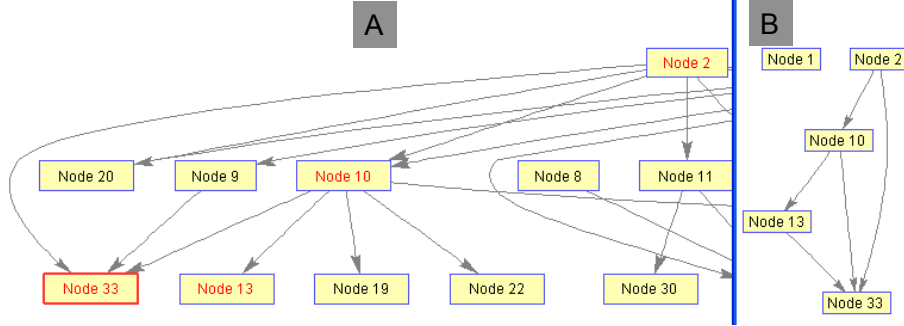 A
B
Node 2
Node 1
Node 2
Node 10
Node 20
Node 9
Node 10
Node 8
Node 11
Node 13
Node 33
Node 13
Node 19
Node 22
Node 30
Node 33